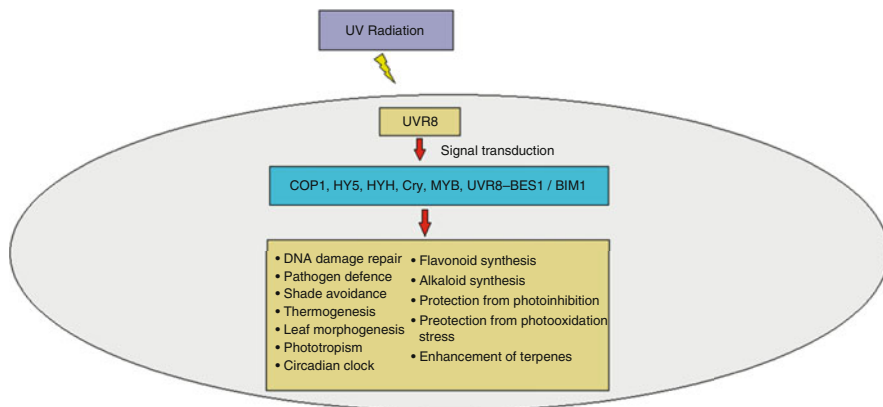 UV Radiation
UVR8
Signal transduction
COP1, HY5, HYH, Cry, MYB, UVR8–BES1 / BIM1
• DNA damage repair
• Pathogen defence
• Shade avoidance
• Thermogenesis
• Leaf morphogenesis
• Phototropism
• Circadian clock
• Flavonoid synthesis
• Alkaloid synthesis
• Protection from photoinhibition
• Preotection from photooxidation
stress
• Enhancement of terpenes